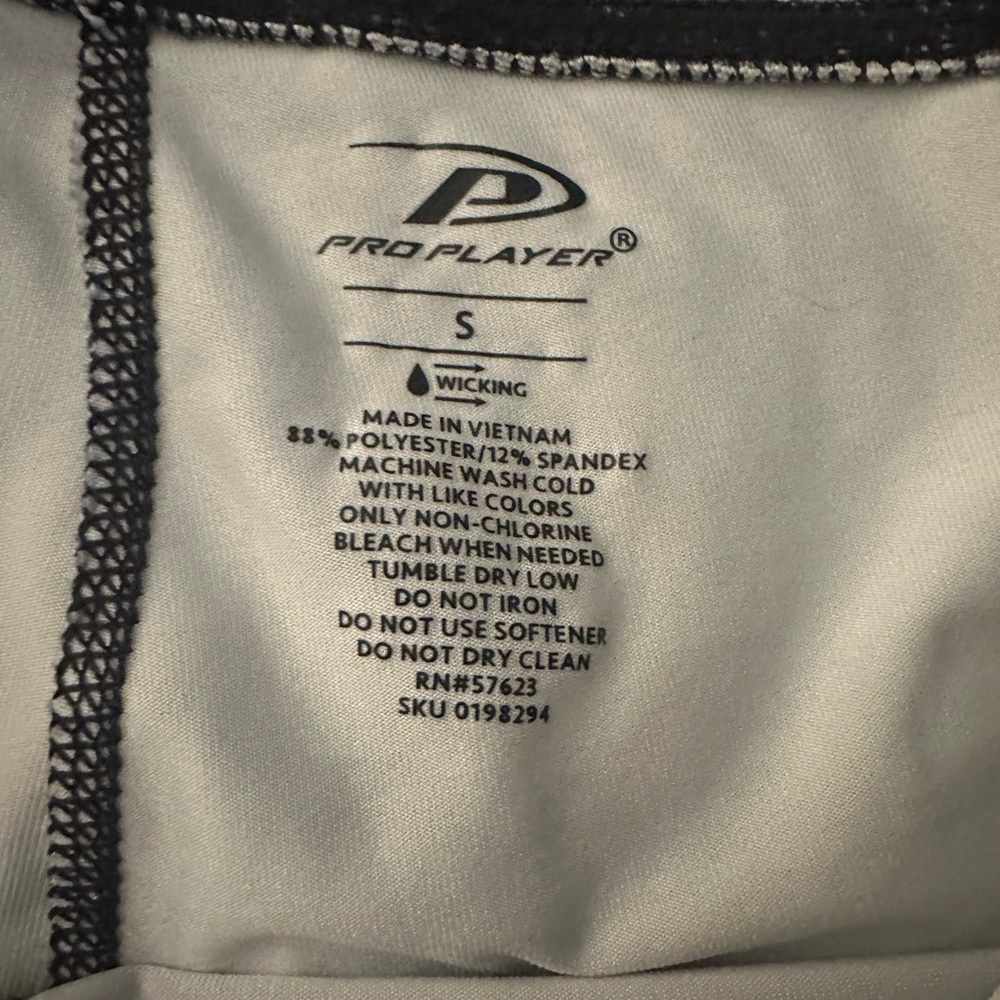 P
PRO PLAYER®
S
WICKING
MADE IN VIETNAM
88% POLYESTER/12% SPANDEX
MACHINE WASH COLD
WITH LIKE COLORS
ONLY NON-CHLORINE
BLEACH WHEN NEEDED
TUMBLE DRY LOW
DO NOT IRON
DO NOT USE SOFTENER
DO NOT DRY CLEAN
RN#57623
SKU 0198294